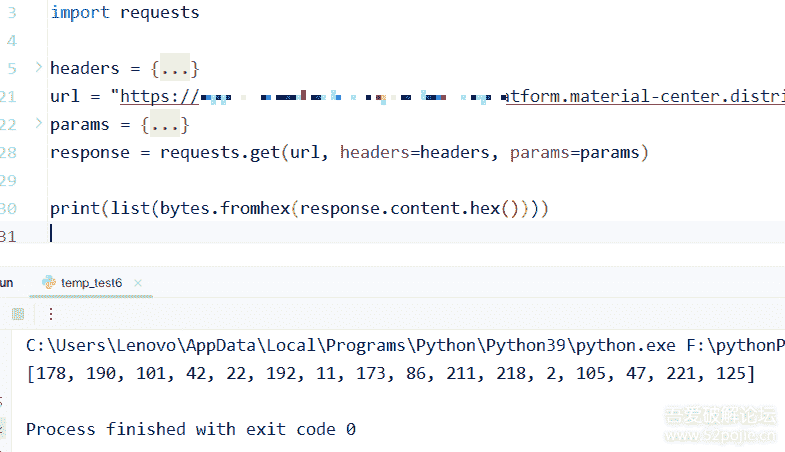 3 import requests
4
5 headers = {...}
21 url = "https:// tform.material-center.distri
22 params = {...}
28 response = requests.get(url, headers=headers, params=params)
29
30 print(list(bytes.fromhex(response.content.hex())))
31
un temp_test6 ×
C:\Users\Lenovo\AppData\Local\Programs\Python\Python39\python.exe F:\pythonP
[178, 190, 101, 42, 22, 192, 11, 173, 86, 211, 218, 2, 105, 47, 221, 125]
Process finished with exit code 0
吾爱破解论坛
www.52pojie.cn